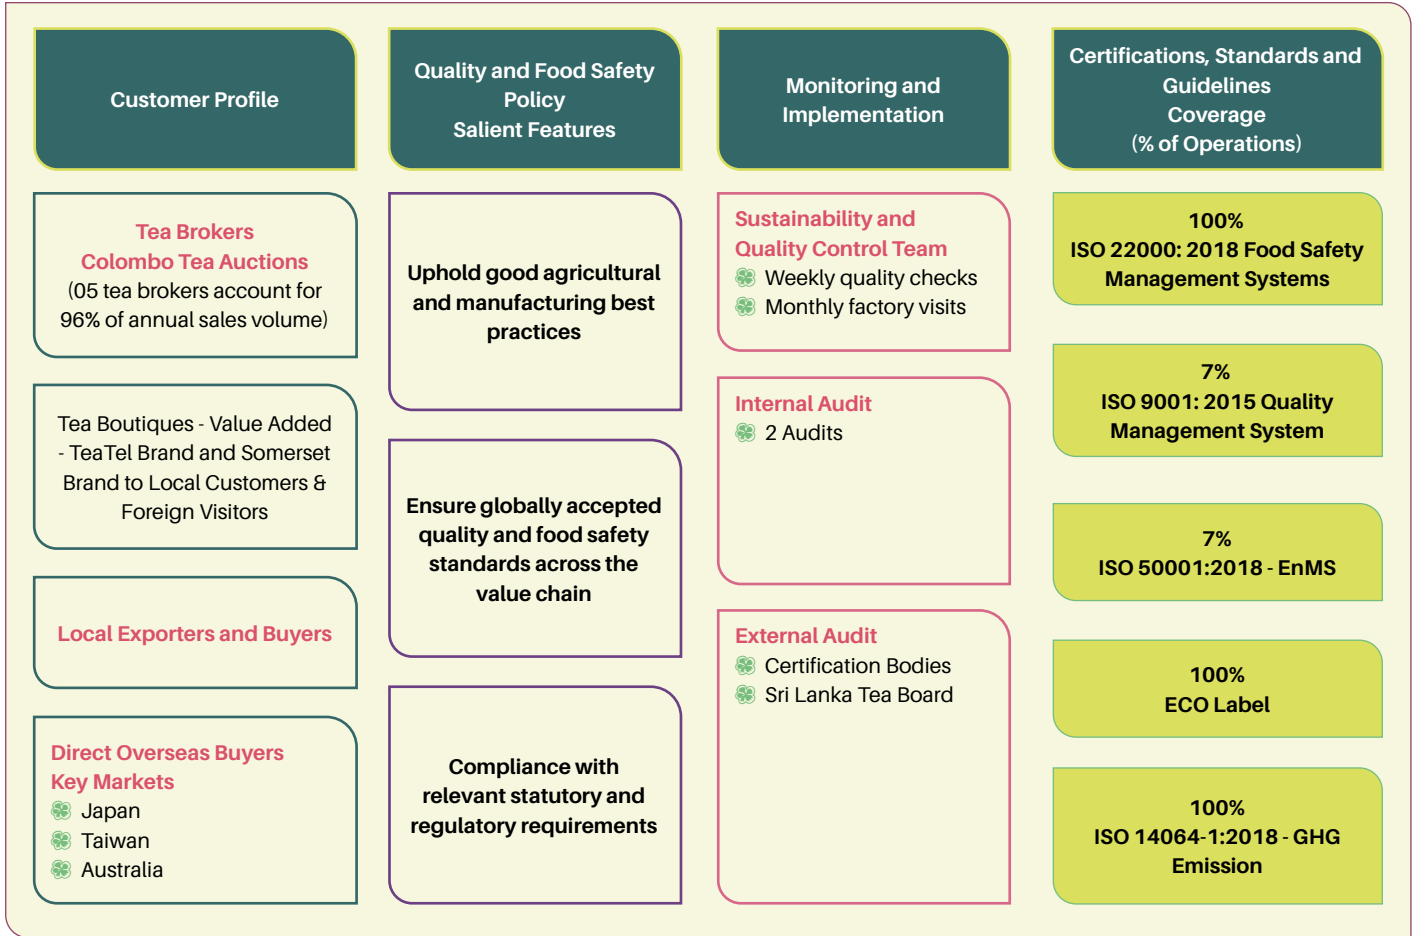 Customer Profile
Tea Brokers
Colombo Tea Auctions
(05 tea brokers account for
96% of annual sales volume)
Tea Boutiques - Value Added
- TeaTel Brand and Somerset
Brand to Local Customers &
Foreign Visitors
Local Exporters and Buyers
Direct Overseas Buyers
Key Markets
Japan
Taiwan
Australia
Quality and Food Safety
Policy
Salient Features
Uphold good agricultural
and manufacturing best
practices
Ensure globally accepted
quality and food safety
standards across the
value chain
Compliance with
relevant statutory and
regulatory requirements
Monitoring and
Implementation
Sustainability and
Quality Control Team
Weekly quality checks
Monthly factory visits
Internal Audit
2 Audits
External Audit
Certification Bodies
Sri Lanka Tea Board
Certifications, Standards and
Guidelines
Coverage
(% of Operations)
100%
ISO 22000: 2018 Food Safety
Management Systems
7%
ISO 9001: 2015 Quality
Management System
7%
ISO 50001:2018 - EnMS
100%
ECO Label
100%
ISO 14064-1:2018 - GHG
Emission